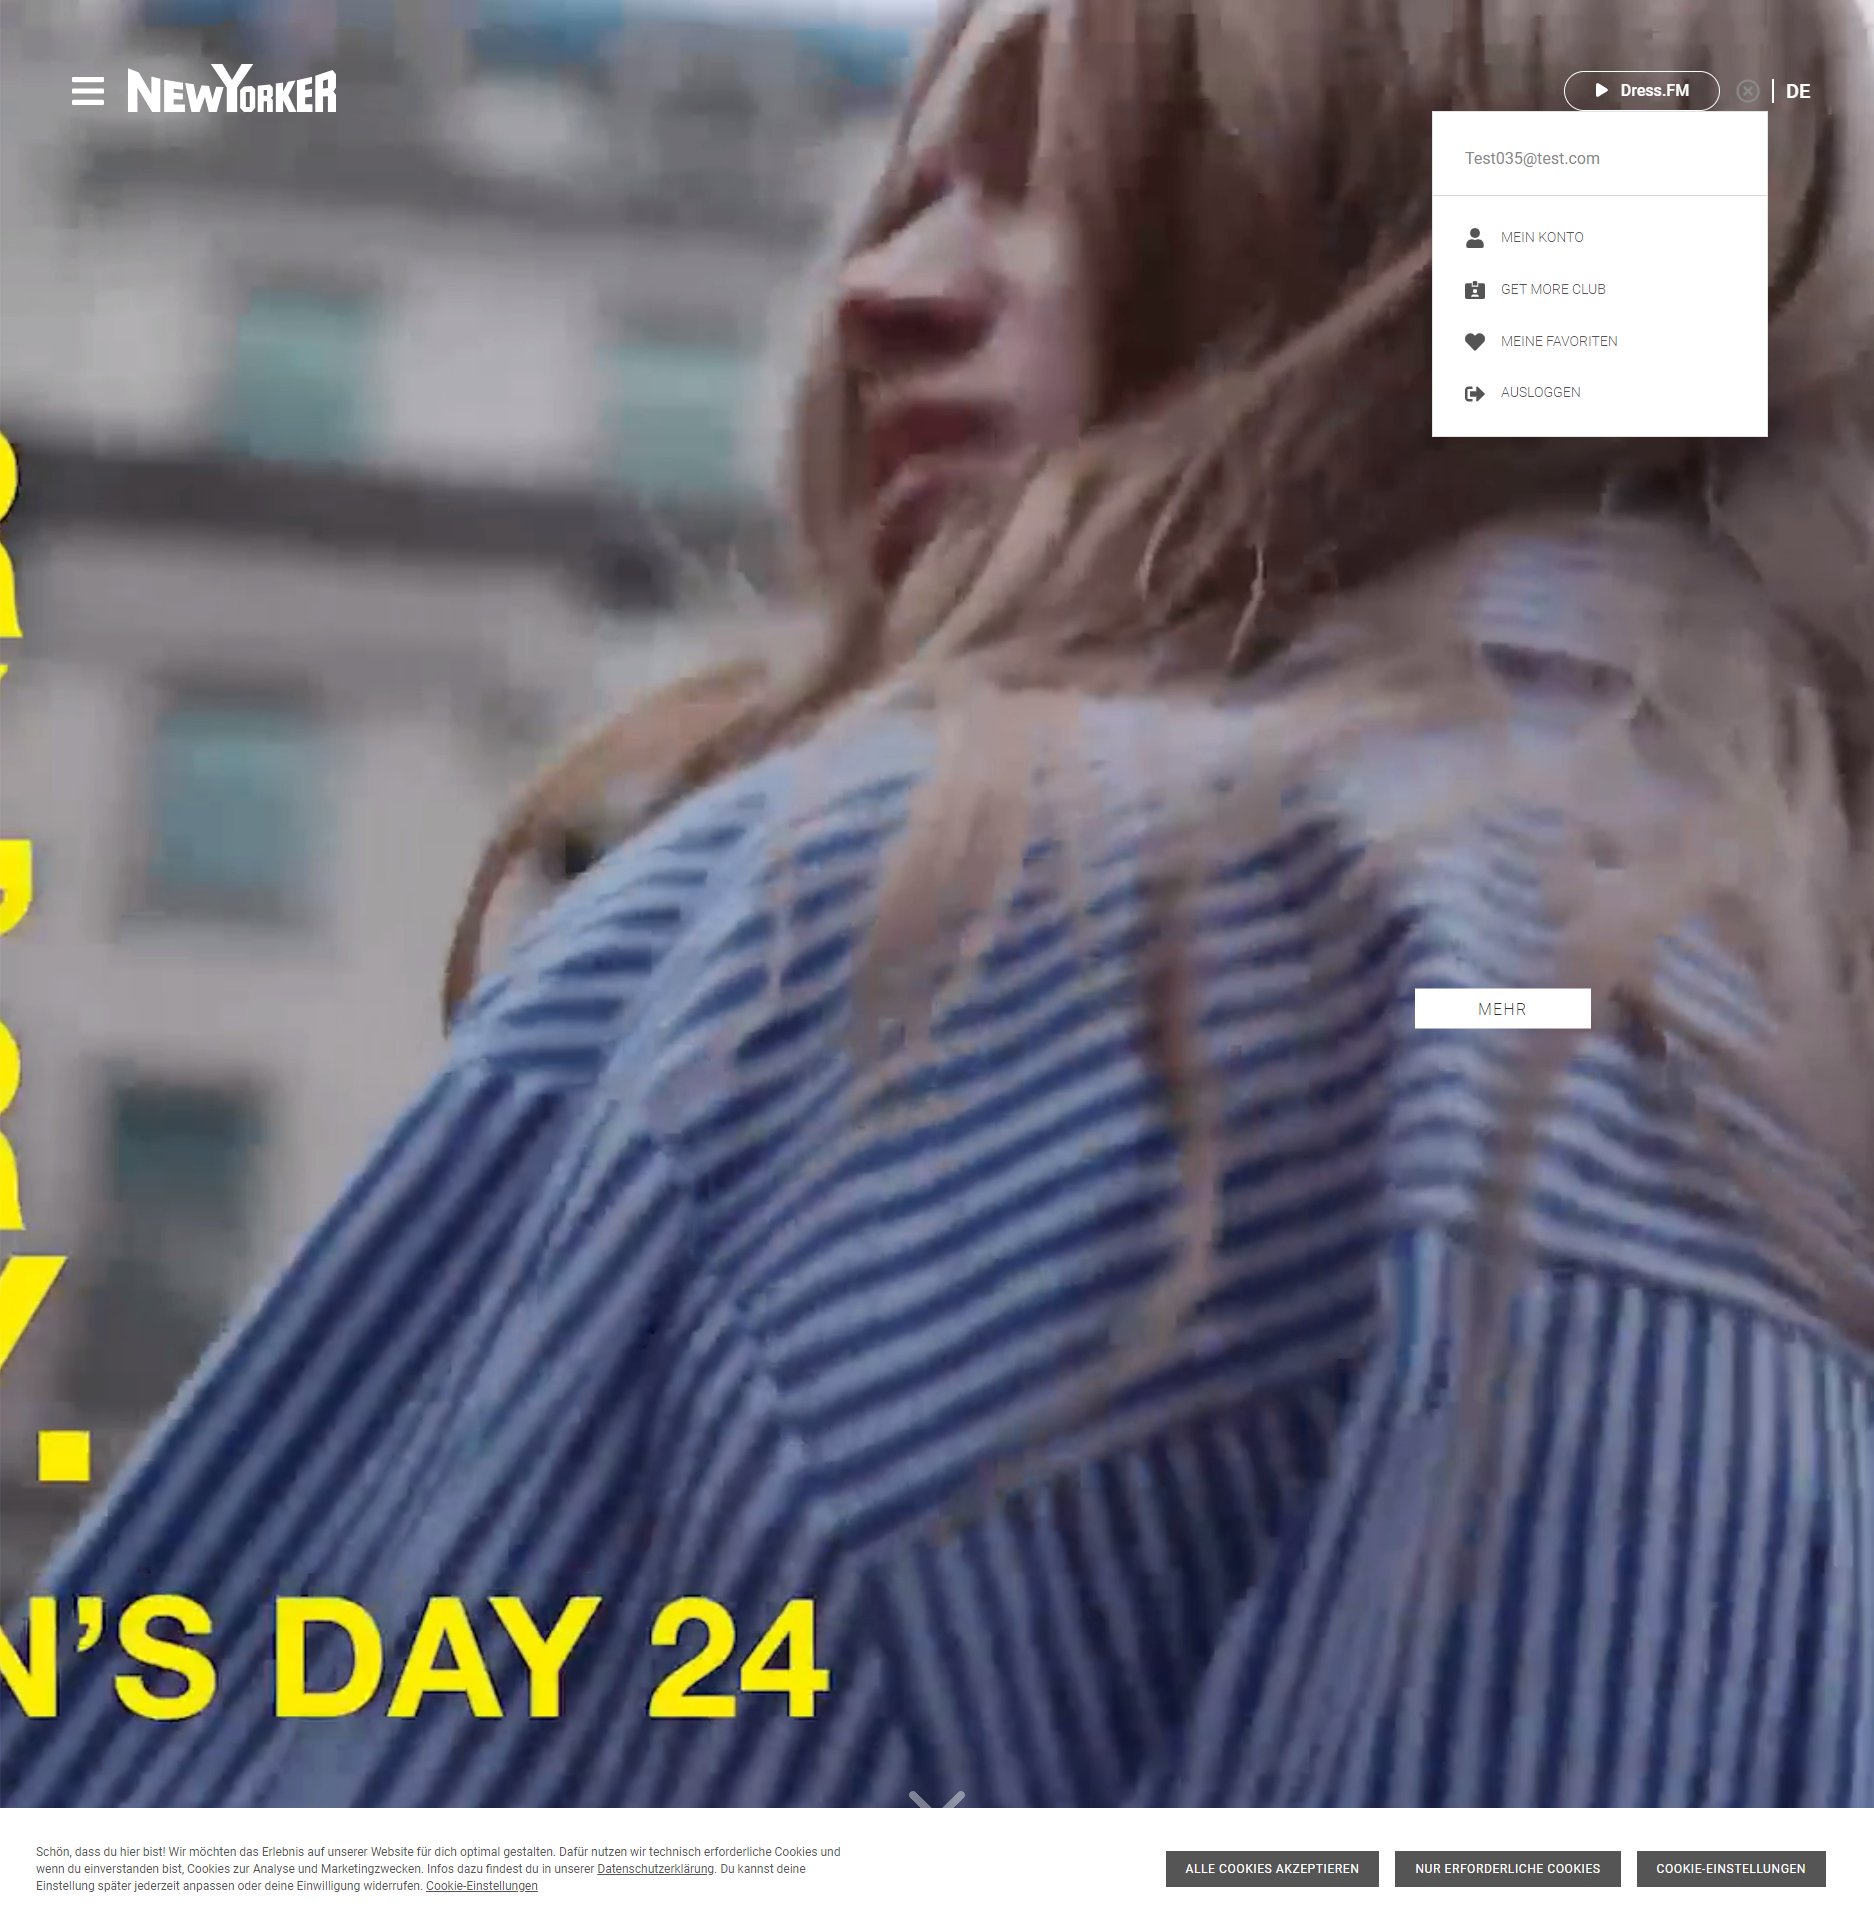 NEWYORKER
Dress.FM
DE
Test035@test.com
MEIN KONTO
GET MORE CLUB
MEINE FAVORITEN
AUSLOGGEN
MEHR
N'S DAY 24
Schön, dass du hier bist! Wir möchten das Erlebnis auf unserer Website für dich optimal gestalten. Dafür nutzen wir technisch erforderliche Cookies und
wenn du einverstanden bist, Cookies zur Analyse und Marketingzwecken. Infos dazu findest du in unserer Datenschutzerklärung. Du kannst deine
Einstellung später jederzeit anpassen oder deine Einwilligung widerrufen. Cookie-Einstellungen
ALLE COOKIES AKZEPTIEREN
NUR ERFORDERLICHE COOKIES
COOKIE-EINSTELLUNGEN